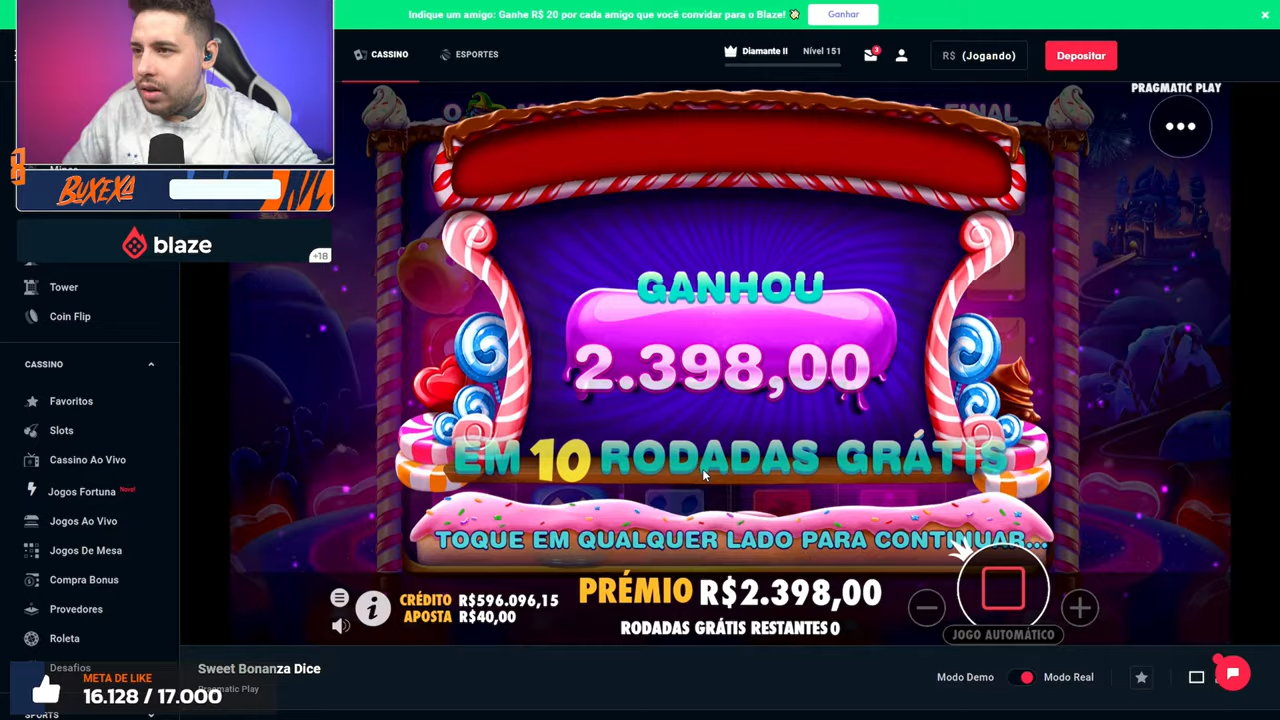 Indique um amigo: Ganhe R$ 20 por cada amigo que você convidar para o Blaze!
Ganhar
CASSINO
ESPORTES
Diamante II
Nível 151
3
R$ (Jogando)
Depositar
PRAGMATIC PLAY
FINAL
BUXEXA
blaze
+18
Tower
Coin Flip
CASSINO
Favoritos
Slots
Cassino Ao Vivo
Jogos Fortuna Novo!
Jogos Ao Vivo
Jogos De Mesa
Compra Bonus
Provedores
Roleta
Desafios
SPORTS
GANHOU
2.398,00
EM 10 RODADAS GRÁTIS
TOQUE EM QUALQUER LADO PARA CONTINUAR...
CRÉDITO R$596.096,15
APOSTA R$40,00
PRÉMIO R$2.398,00
RODADAS GRÁTIS RESTANTES 0
JOGO AUTOMÁTICO
Sweet Bonanza Dice
Pragmatic Play
Modo Demo
Modo Real
META DE LIKE
16.128 / 17.000